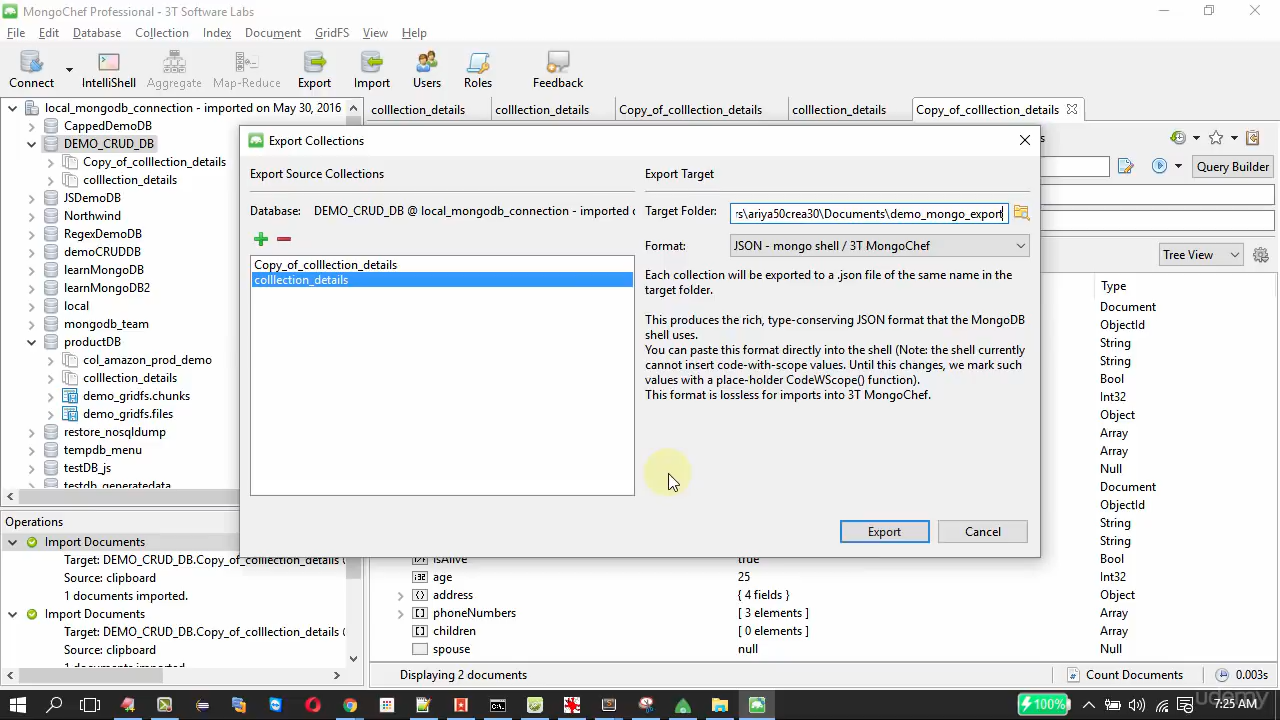 MongoChef Professional - 3T Software Labs
File Edit Database Collection Index Document GridFS View Help
Connect IntelliShell Aggregate Map-Reduce Export Import Users Roles Feedback
local_mongodb_connection - imported on May 30, 2016
CappedDemoDB
DEMO_CRUD_DB
Copy_of_colllection_details
colllection_details
JSDemoDB
Northwind
RegexDemoDB
demoCRUDDB
learnMongoDB
learnMongoDB2
local
mongodb_team
productDB
col_amazon_prod_demo
colllection_details
demo_gridfs.chunks
demo_gridfs.files
restore_nosqldump
tempdb_menu
testDB_js
testdb_generatedata
Operations
Import Documents
Target: DEMO_CRUD_DB.Copy_of_colllection_details (
Source: clipboard
1 documents imported.
Import Documents
Target: DEMO_CRUD_DB.Copy_of_colllection_details (
Source: clipboard
1 documents imported.
colllection_details colllection_details Copy_of_colllection_details colllection_details Copy_of_colllection_details
Query Builder
Tree View
Export Collections
Export Source Collections
Database: DEMO_CRUD_DB @ local_mongodb_connection - imported
Copy_of_colllection_details
colllection_details
Export Target
Target Folder: rs\ariya50crea30\Documents\demo_mongo_export
Format: JSON - mongo shell / 3T MongoChef
Each collection will be exported to a .json file of the same name in the
target folder.
This produces the rich, type-conserving JSON format that the MongoDB
shell uses.
You can paste this format directly into the shell (Note: the shell currently
cannot insert code-with-scope values. Until this changes, we mark such
values with a place-holder CodeWScope() function).
This format is lossless for imports into 3T MongoChef.
Export Cancel
Type
Document
ObjectId
String
String
Bool
Int32
Object
Array
Array
Null
Document
ObjectId
String
String
isAlive true Bool
age 25 Int32
address { 4 fields } Object
phoneNumbers [ 3 elements ] Array
children [ 0 elements ] Array
spouse null Null
Displaying 2 documents
Count Documents 0.003s
100%
7:25 AM
udemy